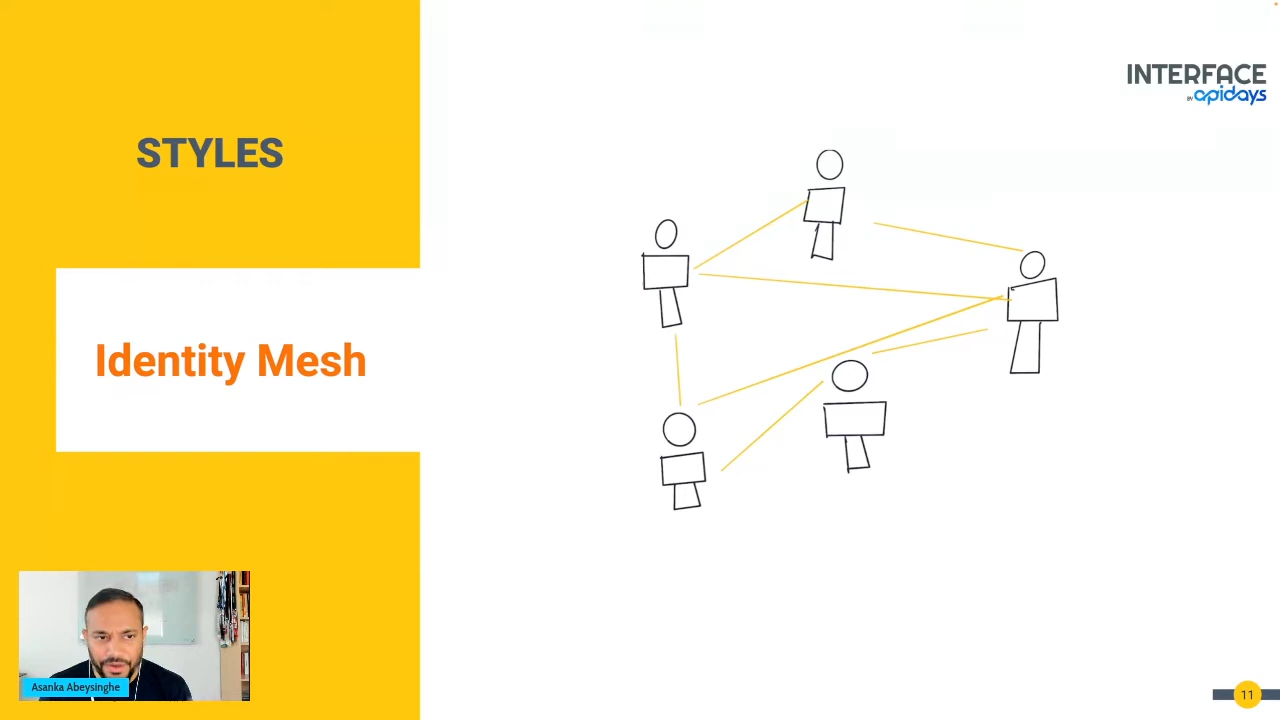 STYLES
Identity Mesh
INTERFACE
BY apidays
Asanka Abeysinghe
11